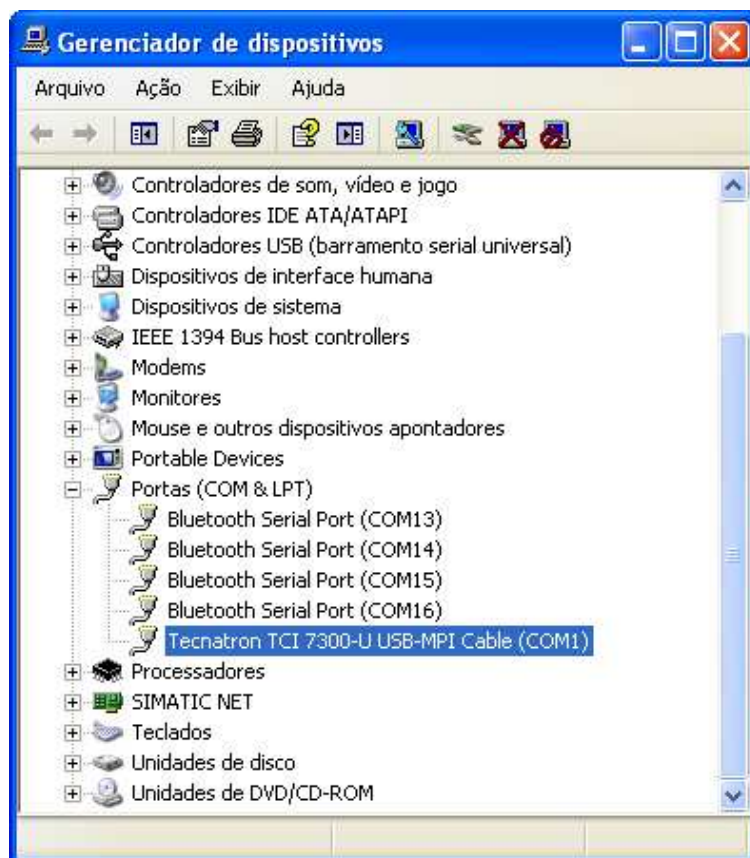 Gerenciador de dispositivos
Arquivo Ação Exibir Ajuda
Controladores de som, vídeo e jogo
Controladores IDE ATA/ATAPI
Controladores USB (barramento serial universal)
Dispositivos de interface humana
Dispositivos de sistema
IEEE 1394 Bus host controllers
Modems
Monitores
Mouse e outros dispositivos apontadores
Portable Devices
Portas (COM & LPT)
Bluetooth Serial Port (COM13)
Bluetooth Serial Port (COM14)
Bluetooth Serial Port (COM15)
Bluetooth Serial Port (COM16)
Tecnatron TCI 7300-U USB-MPI Cable (COM1)
Processadores
SIMATIC NET
Teclados
Unidades de disco
Unidades de DVD/CD-ROM